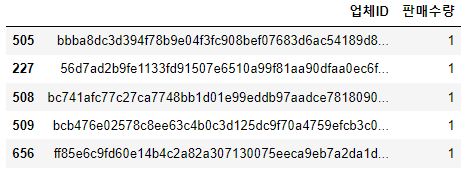 업체ID 판매수량
505 bbba8dc3d394f78b9e04f3fc908bef07683d6ac54189d8... 1
227 56d7ad2b9fe1133fd91507e6510a99f81aa90dfaa0ec6f... 1
508 bc741afc77c27ca7748bb1d01e99eddb97aadce7818090... 1
509 bcb476e02578c8ee63c4b0c3d125dc9f70a4759efcb3c0... 1
656 ff85e6c9fd60e14b4c2a82a307130075eeca9eb7a2da1d... 1